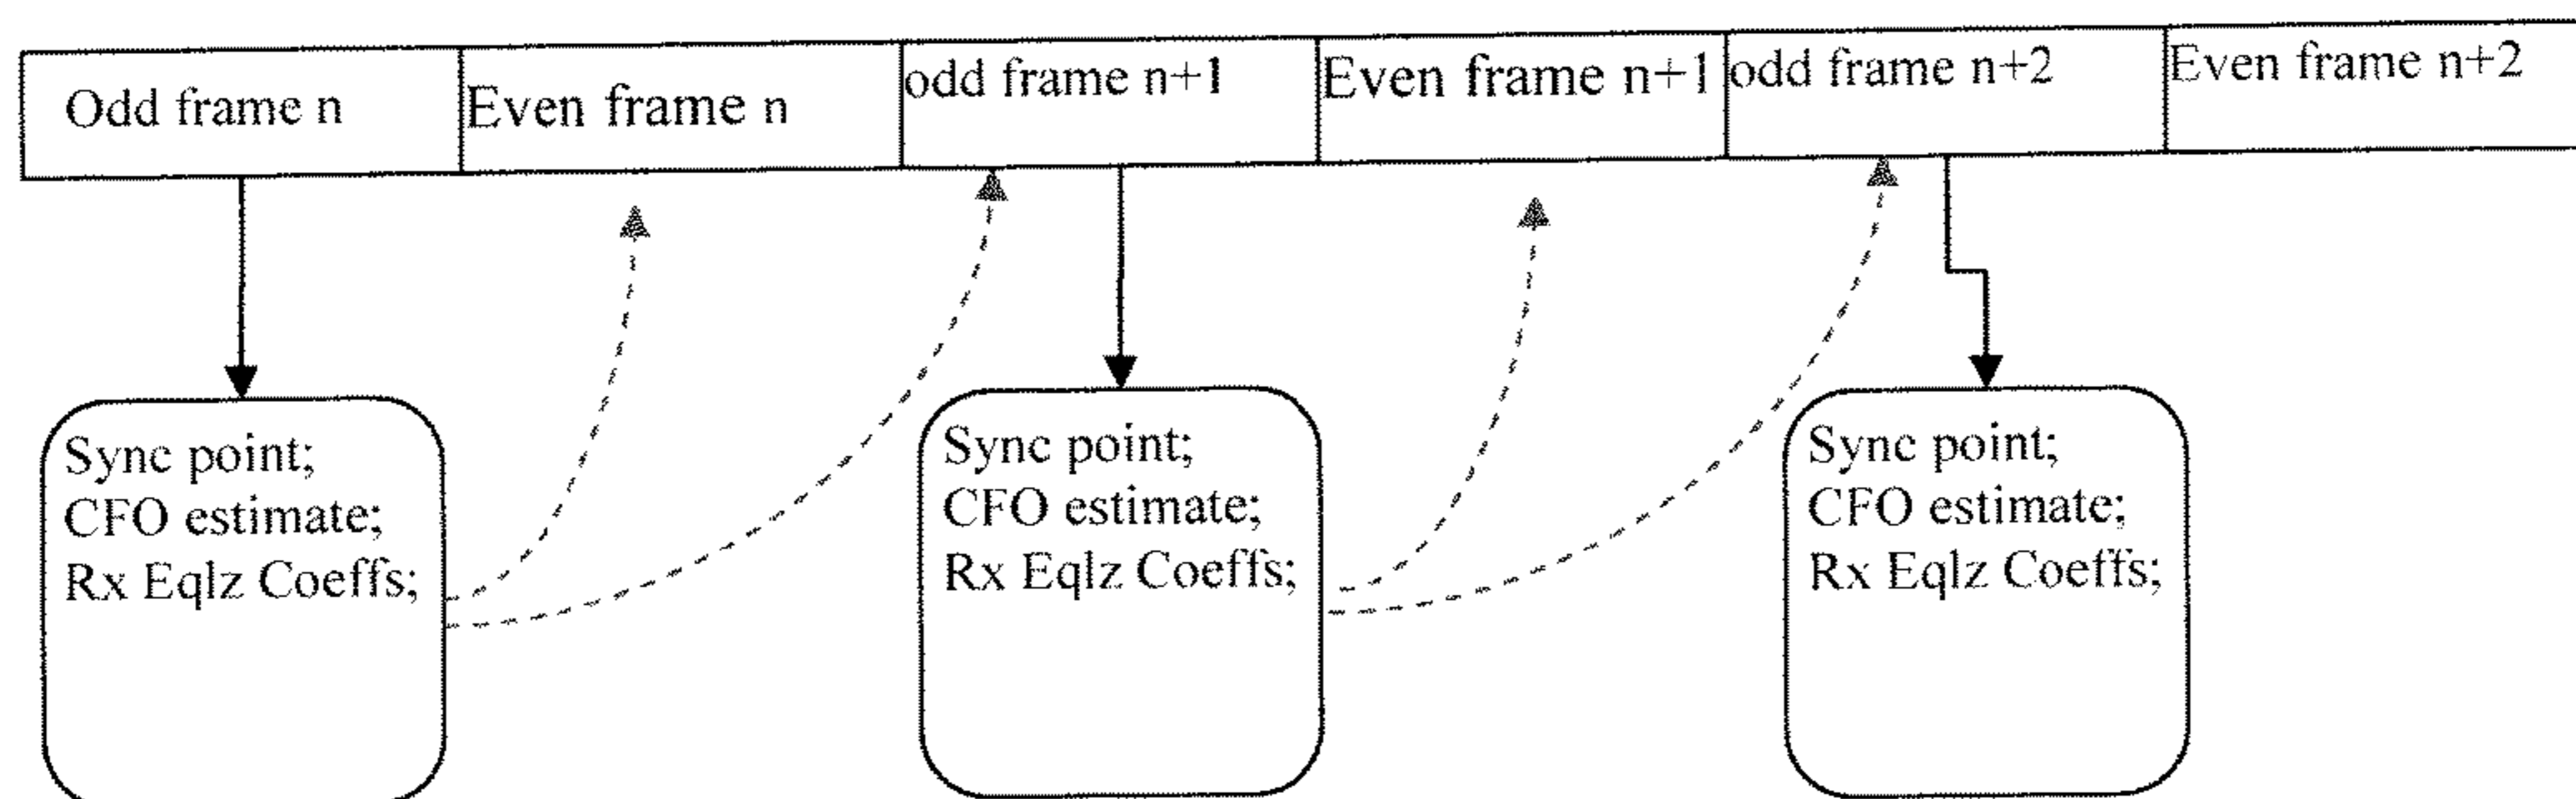 Odd frame n
Even frame n
odd frame n+1
Even frame n+1
odd frame n+2
Even frame n+2
Sync point;
CFO estimate;
Rx Eqlz Coeffs;
Sync point;
CFO estimate;
Rx Eqlz Coeffs;
Sync point;
CFO estimate;
Rx Eqlz Coeffs;